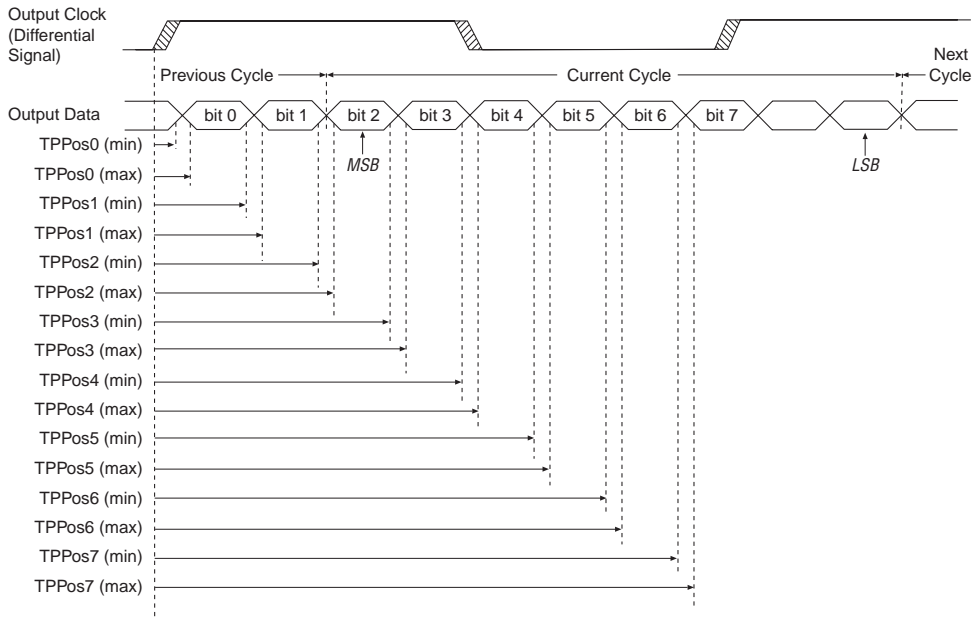 Output Clock
(Differential
Signal)
Previous Cycle
Current Cycle
Next
Cycle
Output Data
bit 0
bit 1
bit 2
bit 3
bit 4
bit 5
bit 6
bit 7
MSB
LSB
TPPos0 (min)
TPPos0 (max)
TPPos1 (min)
TPPos1 (max)
TPPos2 (min)
TPPos2 (max)
TPPos3 (min)
TPPos3 (max)
TPPos4 (min)
TPPos4 (max)
TPPos5 (min)
TPPos5 (max)
TPPos6 (min)
TPPos6 (max)
TPPos7 (min)
TPPos7 (max)